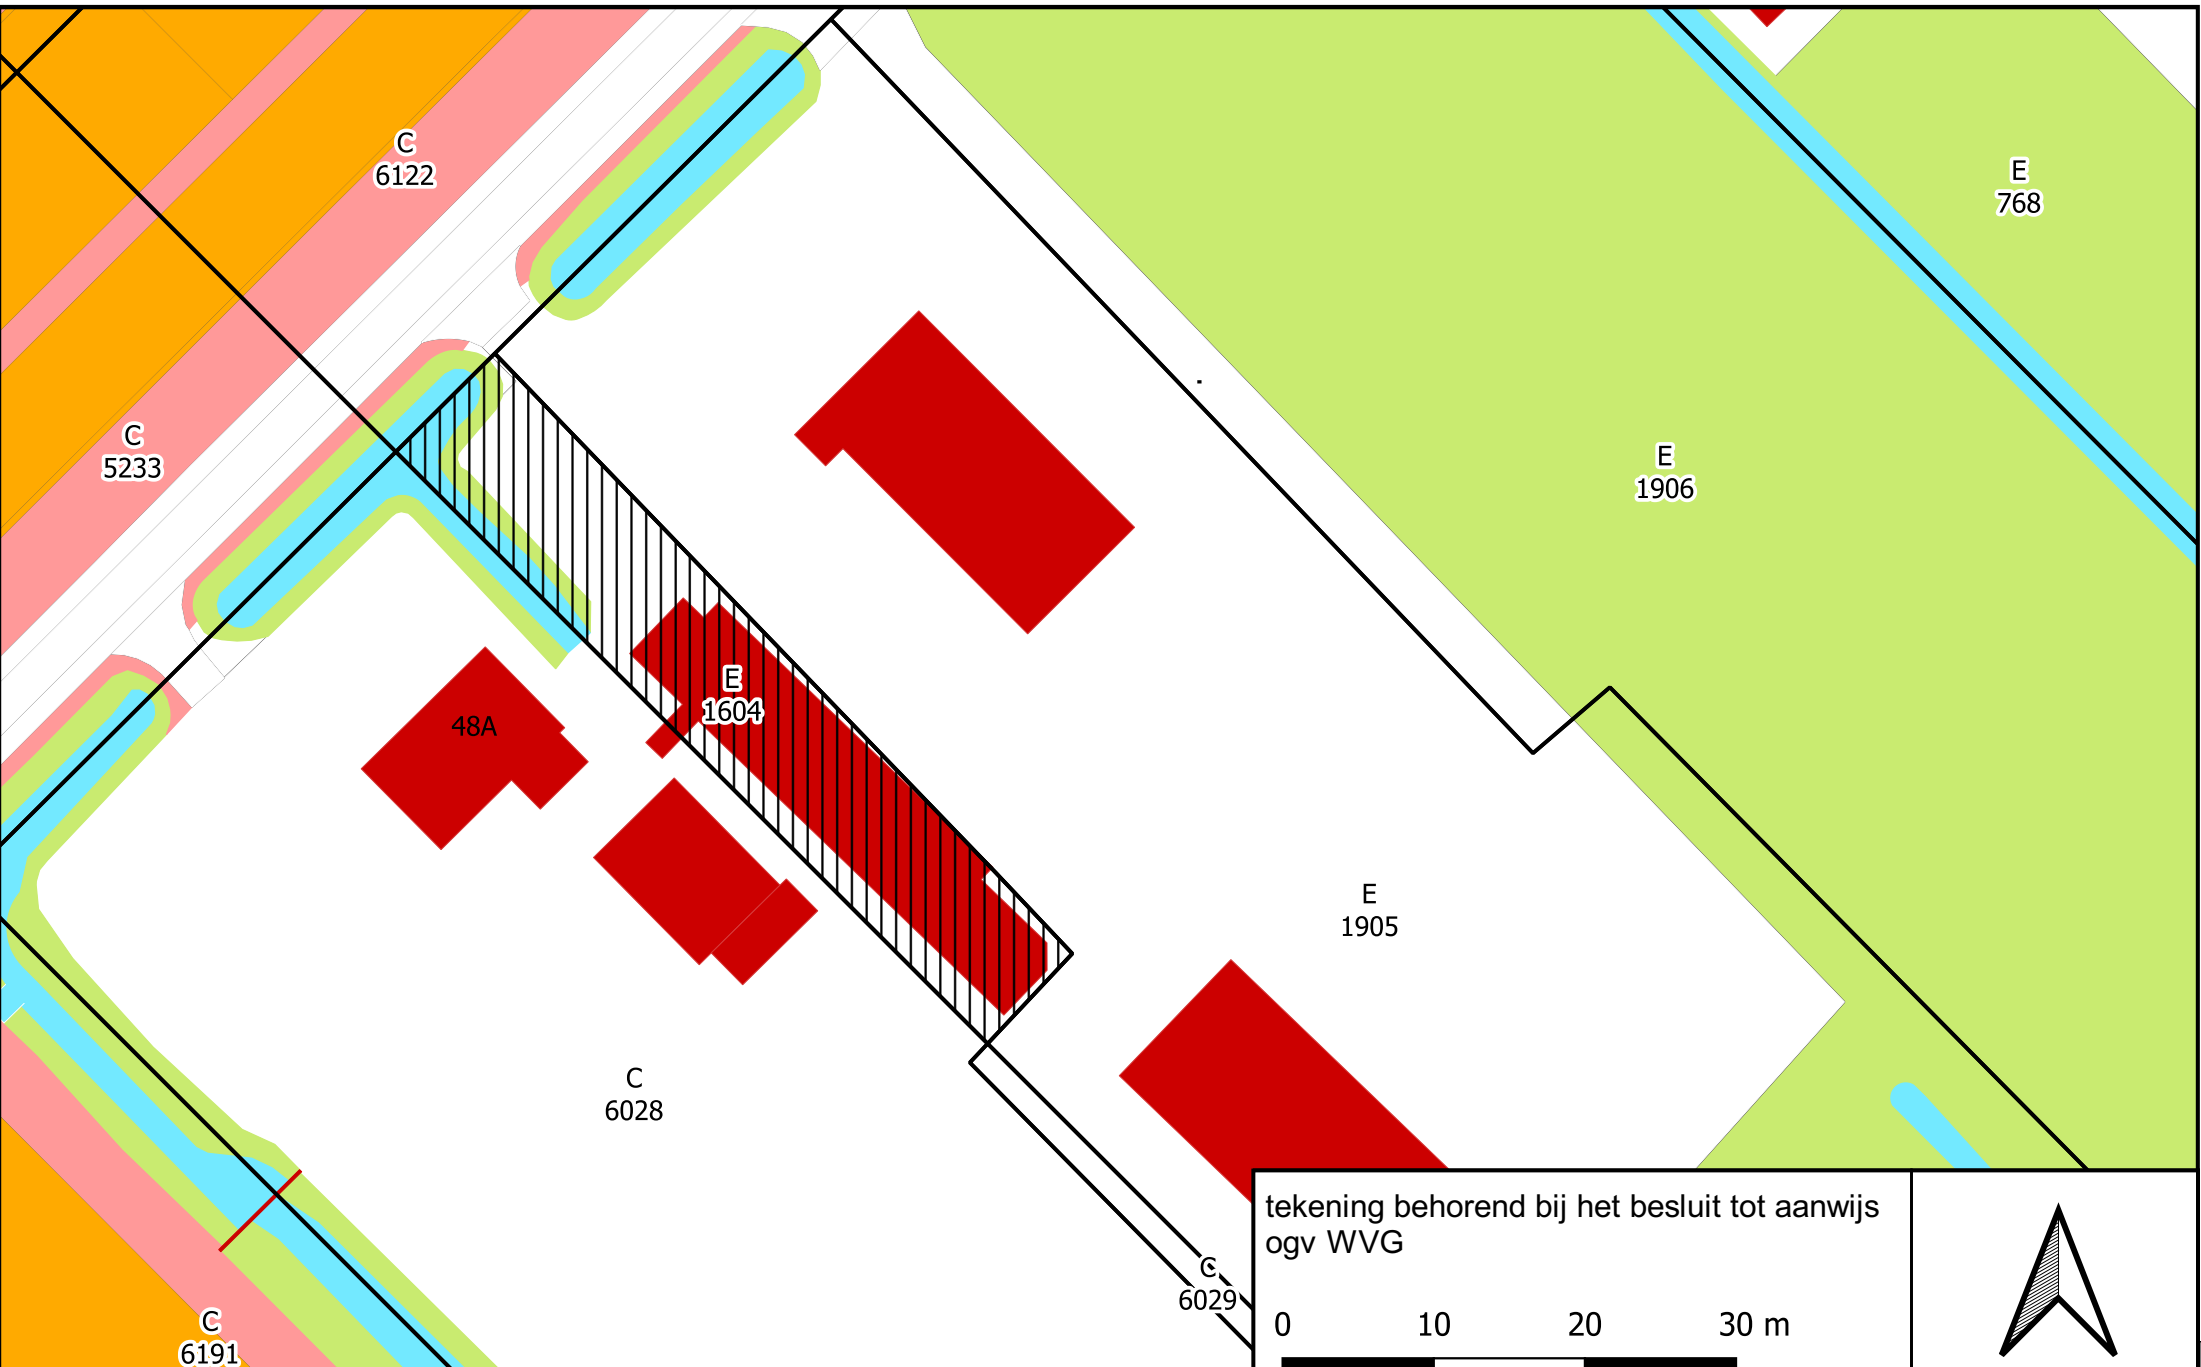 C
6122
E
768
C
5233
E
1906
E
1604
48A
E
1905
C
6028
C
6029
C
6191
tekening behorend bij het besluit tot aanwijs
ogv WVG
0 10 20 30 m